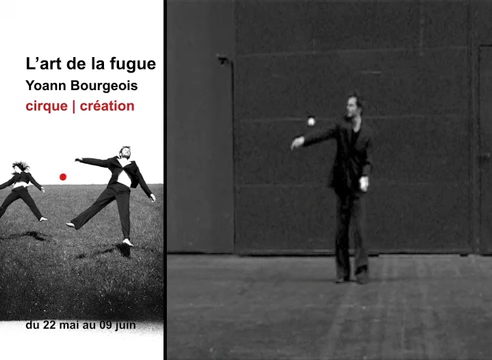 L'art de la fugue
Yoann Bourgeois
cirque | création
du 22 mai au 09 juin